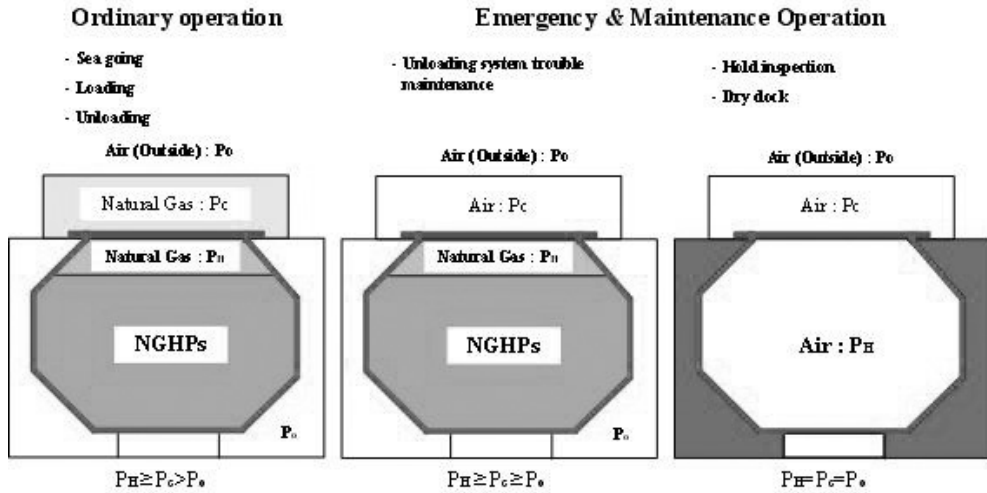 Ordinary operation
- Sea going
- Loading
- Unloading
Air (Outside) : Po
Natural Gas : PC
Natural Gas : PH
NGHPs
Po
PH≥Pc>Po
Emergency & Maintenance Operation
- Unloading system trouble
maintenance
Air (Outside) : Po
Air : PC
Natural Gas : PH
NGHPs
Po
PH≥Pc≥Po
- Hold inspection
- Dry dock
Air (Outside) : Po
Air : PC
Air : PH
PH=Pc=Po